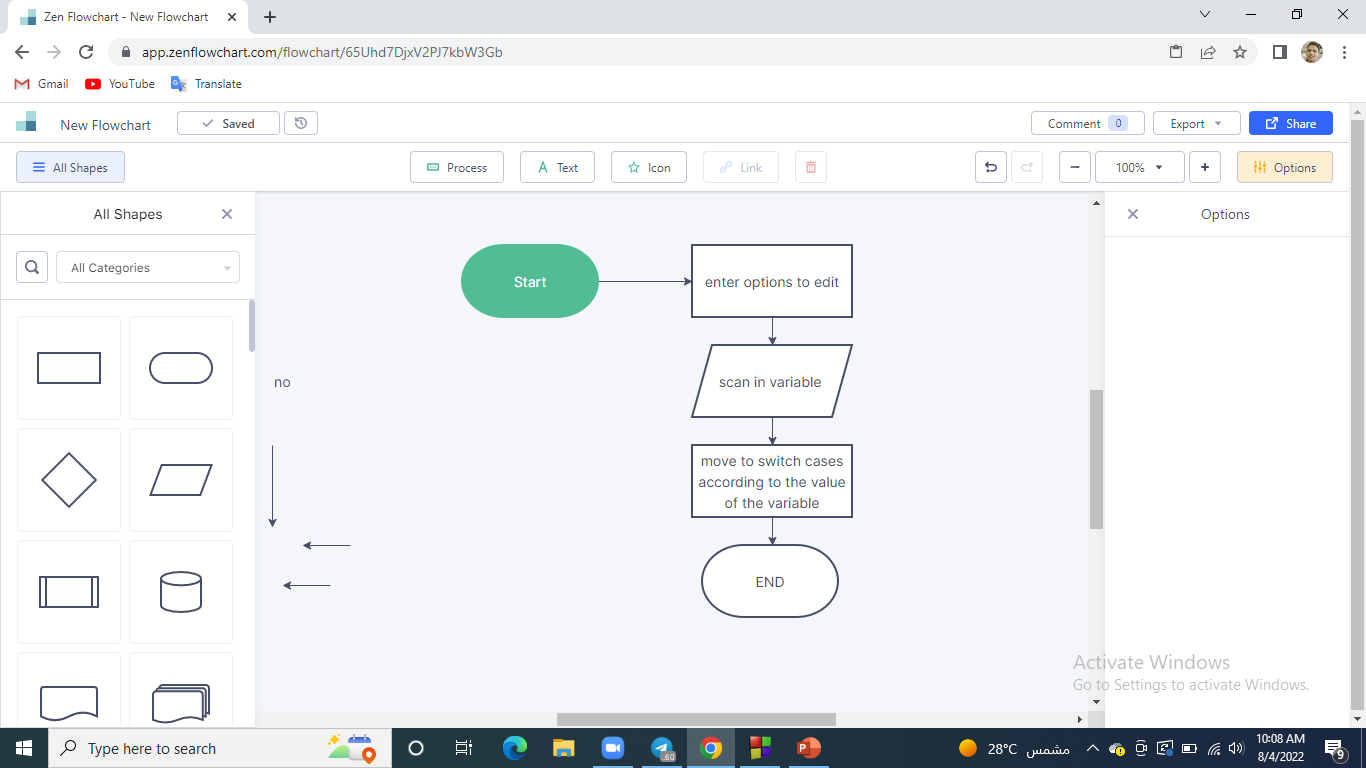 Zen Flowchart - New Flowchart
app.zenflowchart.com/flowchart/65Uhd7DjxV2PJ7kbW3Gb
Gmail YouTube Translate
New Flowchart Saved Comment 0 Export Share
All Shapes Process Text Icon Link 100% Options
All Shapes
Options
All Categories
Start
enter options to edit
no
scan in variable
move to switch cases
according to the value
of the variable
END
Activate Windows
Go to Settings to activate Windows.
Type here to search
.60
28°C مشمس
10:08 AM
8/4/2022
9